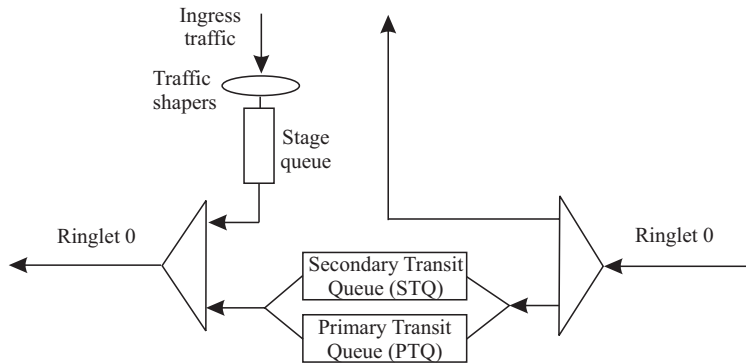 Ingress
traffic
Traffic
shapers
Stage
queue
Ringlet 0
Ringlet 0
Secondary Transit
Queue (STQ)
Primary Transit
Queue (PTQ)